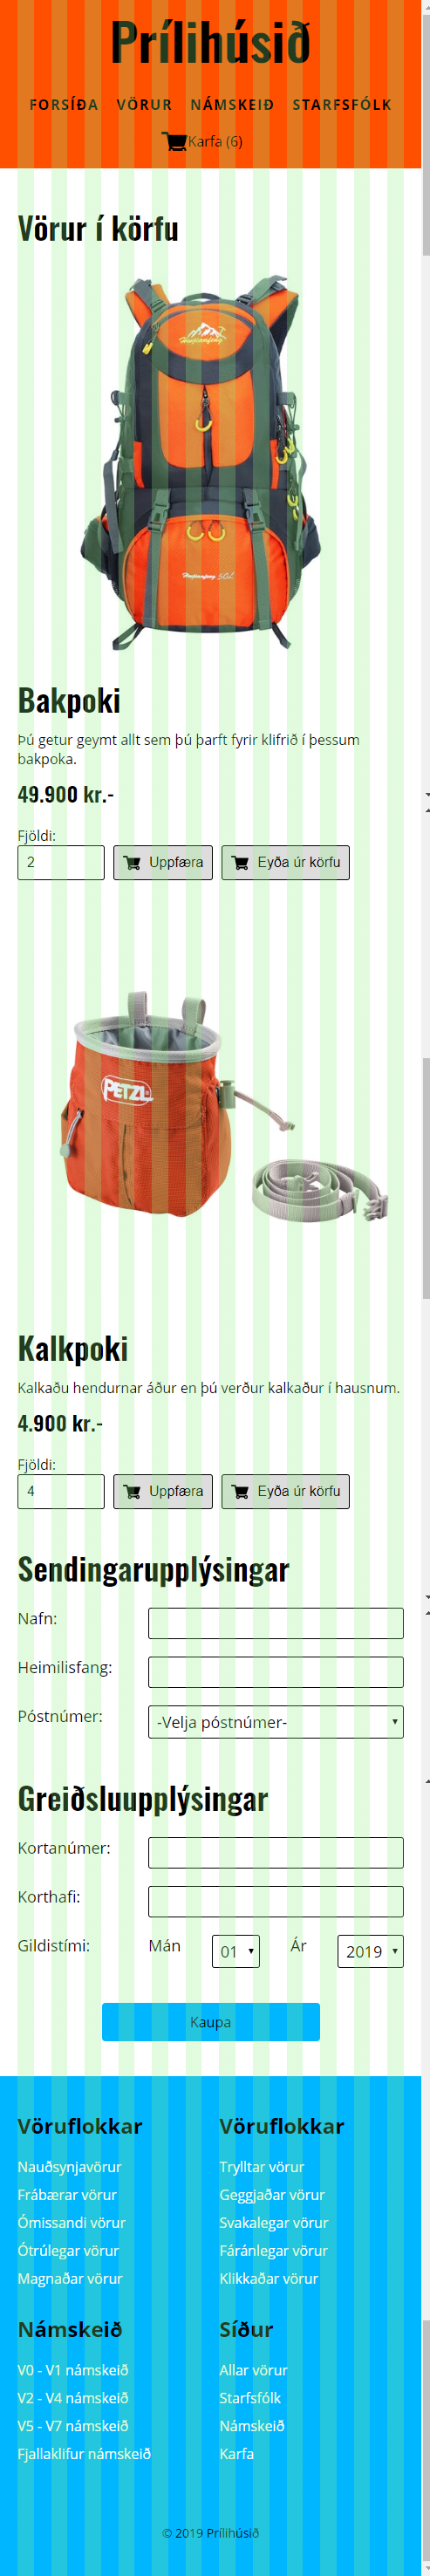 Prílihúsið
FORSÍÐA VÖRUR NÁMSKEIÐ STARFSFÓLK
Karfa (6)
Vörur í körfu
Bakpoki
Þú getur geymt allt sem þú þarft fyrir klifrið í þessum
bakpoka.
49.900 kr.-
Fjöldi:
2 Uppfæra Eyða úr körfu
PETZL
Kalkpoki
Kalkaðu hendurnar áður en þú verður kalkaður í hausnum.
4.900 kr.-
Fjöldi:
4 Uppfæra Eyða úr körfu
Sendingarupplýsingar
Nafn:
Heimilisfang:
Póstnúmer: -Velja póstnúmer-
Greiðsluupplýsingar
Kortanúmer:
Korthafi:
Gildistími: Mán 01 Ár 2019
Kaupa
Vöruflokkar
Nauðsynjavörur
Frábærar vörur
Ómissandi vörur
Ótrúlegar vörur
Magnaðar vörur
Vöruflokkar
Trylltar vörur
Geggjaðar vörur
Svakalegar vörur
Fáránlegar vörur
Klikkaðar vörur
Námskeið
V0 - V1 námskeið
V2 - V4 námskeið
V5 - V7 námskeið
Fjallaklifur námskeið
Síður
Allar vörur
Starfsfólk
Námskeið
Karfa
© 2019 Prílihúsið